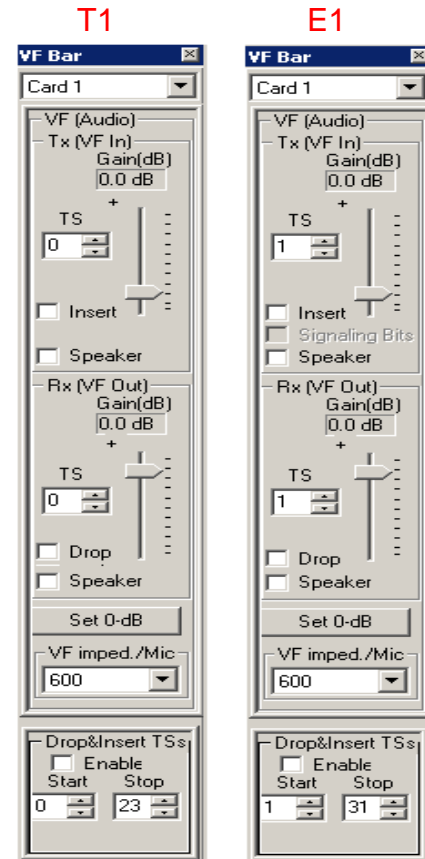 T1
VF Bar
Card 1
VF (Audio)
Tx (VF In)
Gain(dB)
0.0 dB
+
TS
0
Insert
Speaker
Rx (VF Out)
Gain(dB)
0.0 dB
+
TS
0
Drop
Speaker
Set 0-dB
VF imped./Mic
600
Drop&Insert TSs
Enable
Start Stop
0 23
E1
VF Bar
Card 1
VF (Audio)
Tx (VF In)
Gain(dB)
0.0 dB
+
TS
1
Insert
Signaling Bits
Speaker
Rx (VF Out)
Gain(dB)
0.0 dB
+
TS
1
Drop
Speaker
Set 0-dB
VF imped./Mic
600
Drop&Insert TSs
Enable
Start Stop
1 31